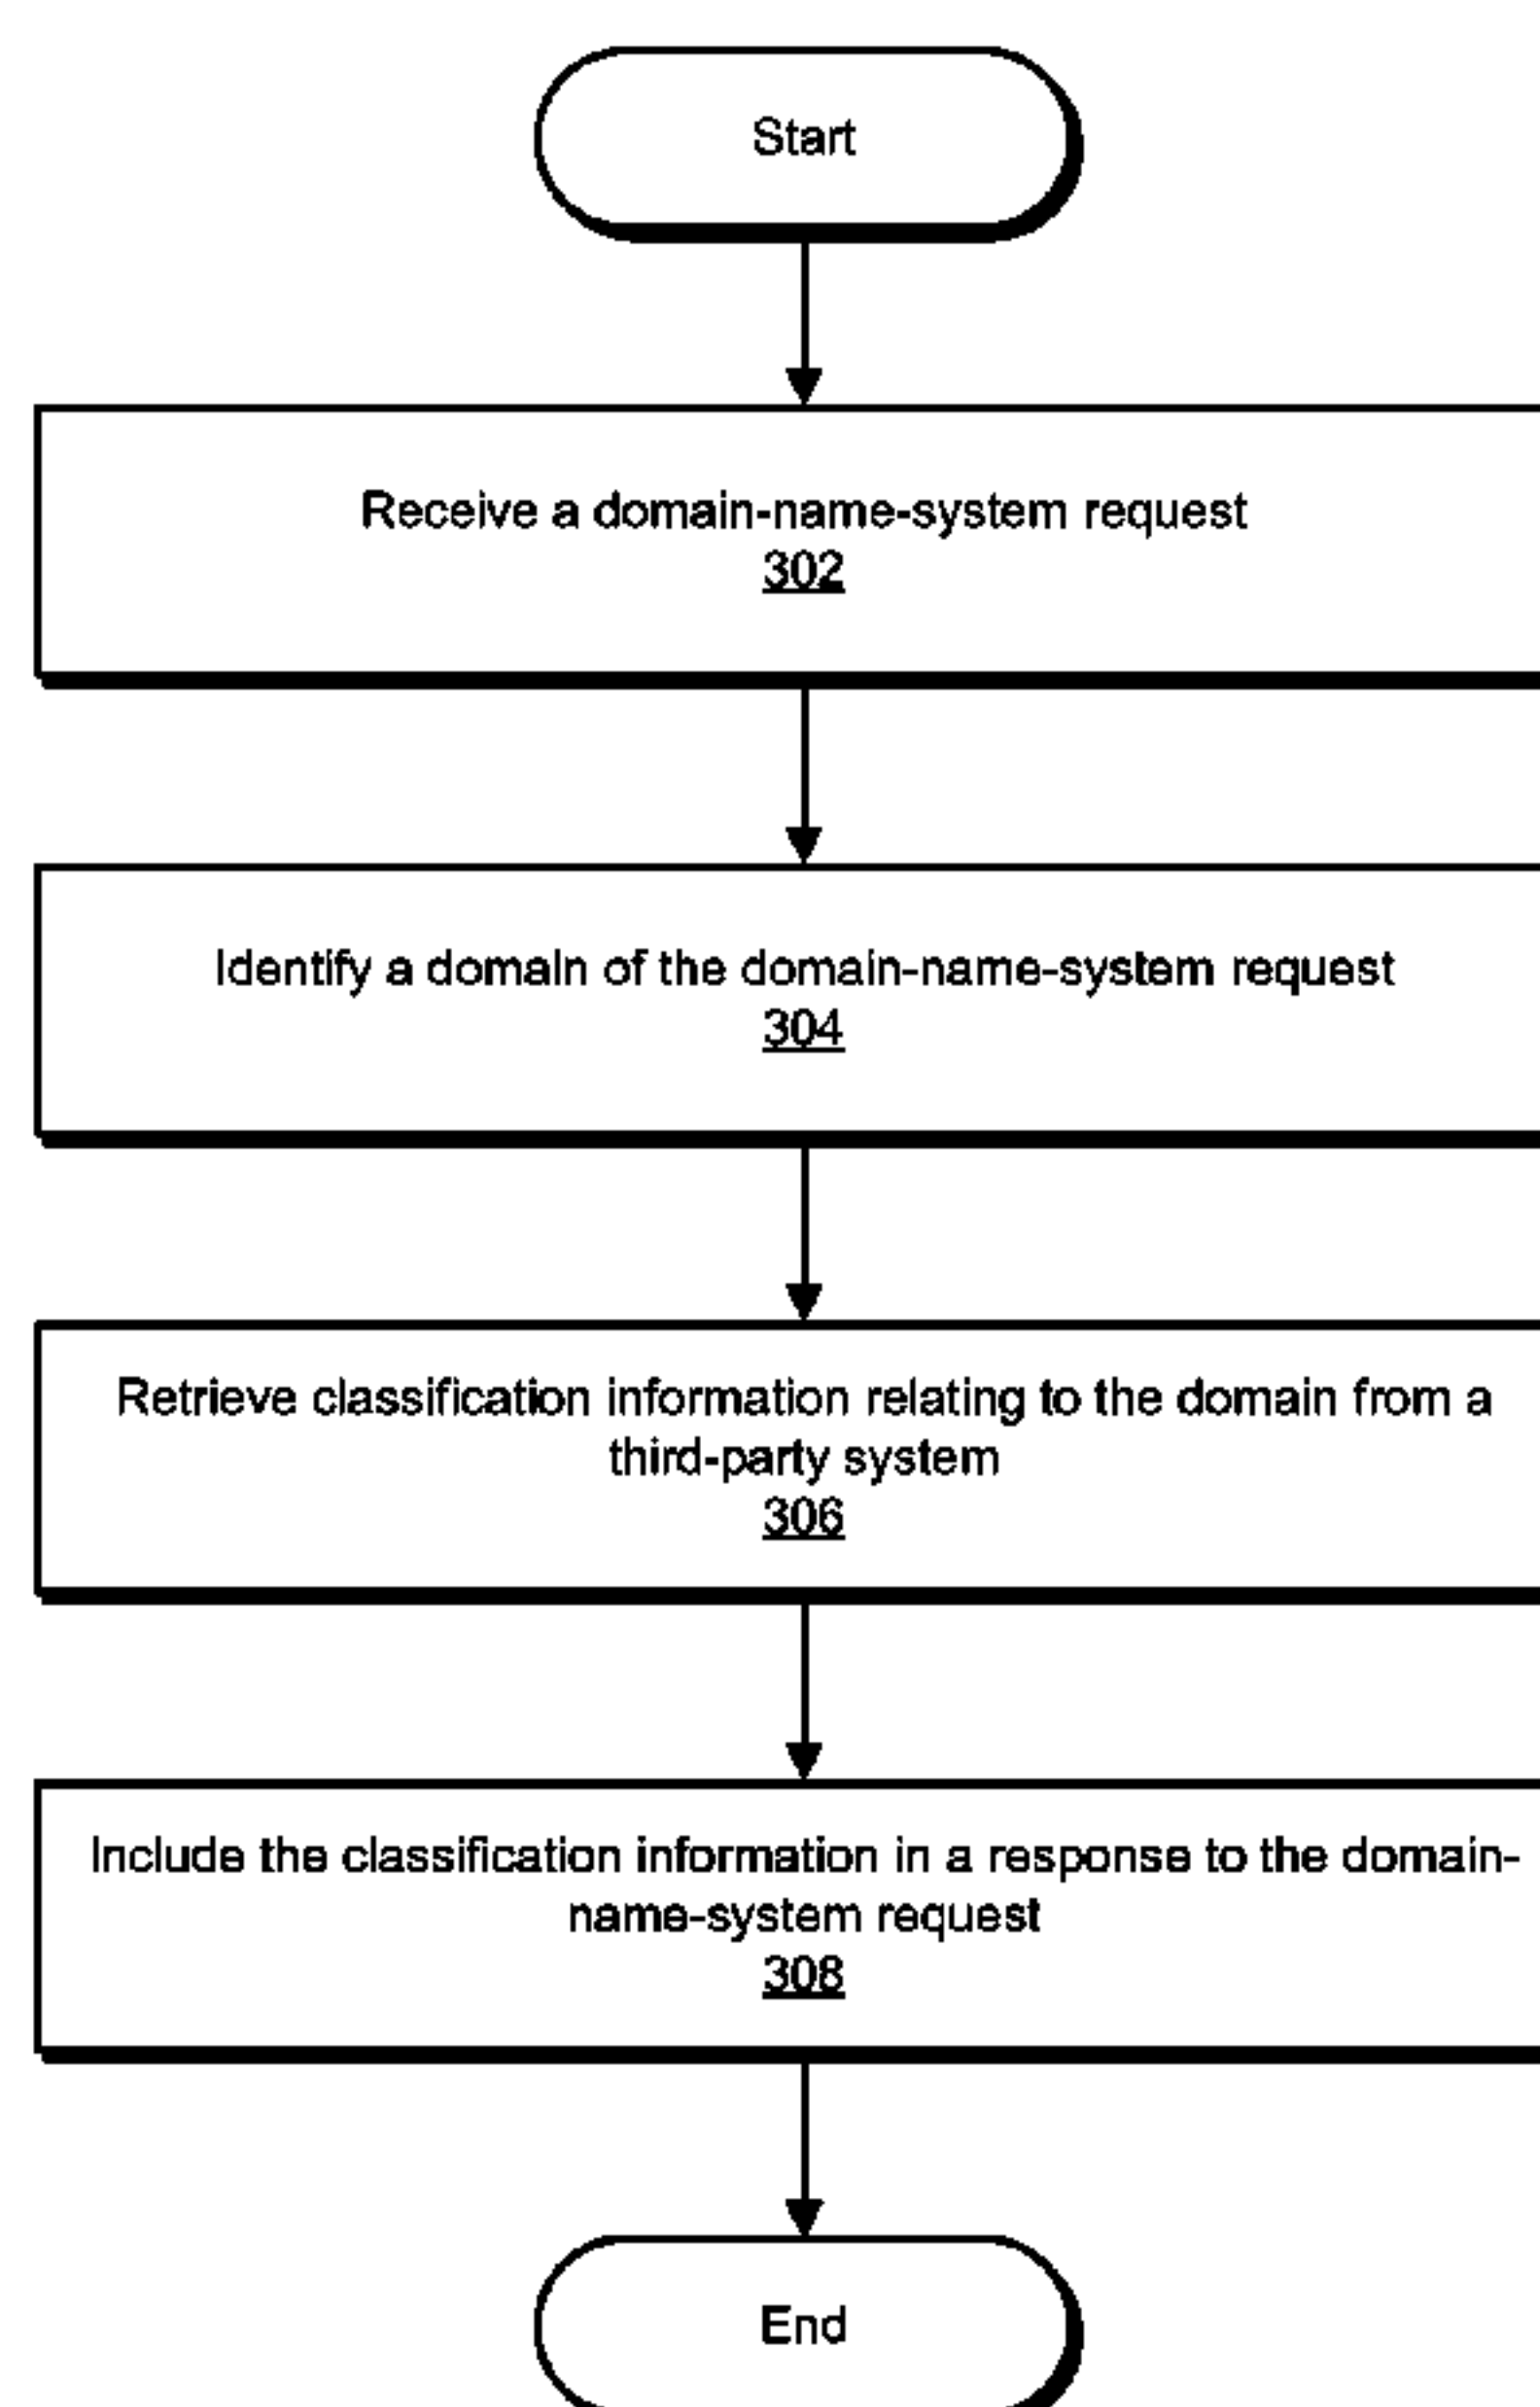 Start
Receive a domain-name-system request
302
Identify a domain of the domain-name-system request
304
Retrieve classification information relating to the domain from a
third-party system
306
Include the classification information in a response to the domain-
name-system request
308
End